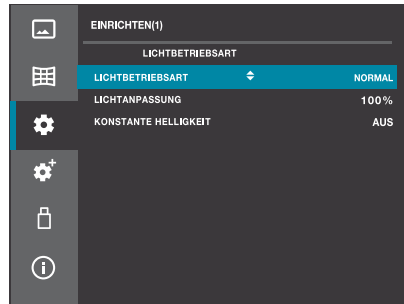 EINRICHTEN(1)
LICHTBETRIEBSART
LICHTBETRIEBSART NORMAL
LICHTANPASSUNG 100%
KONSTANTE HELLIGKEIT AUS